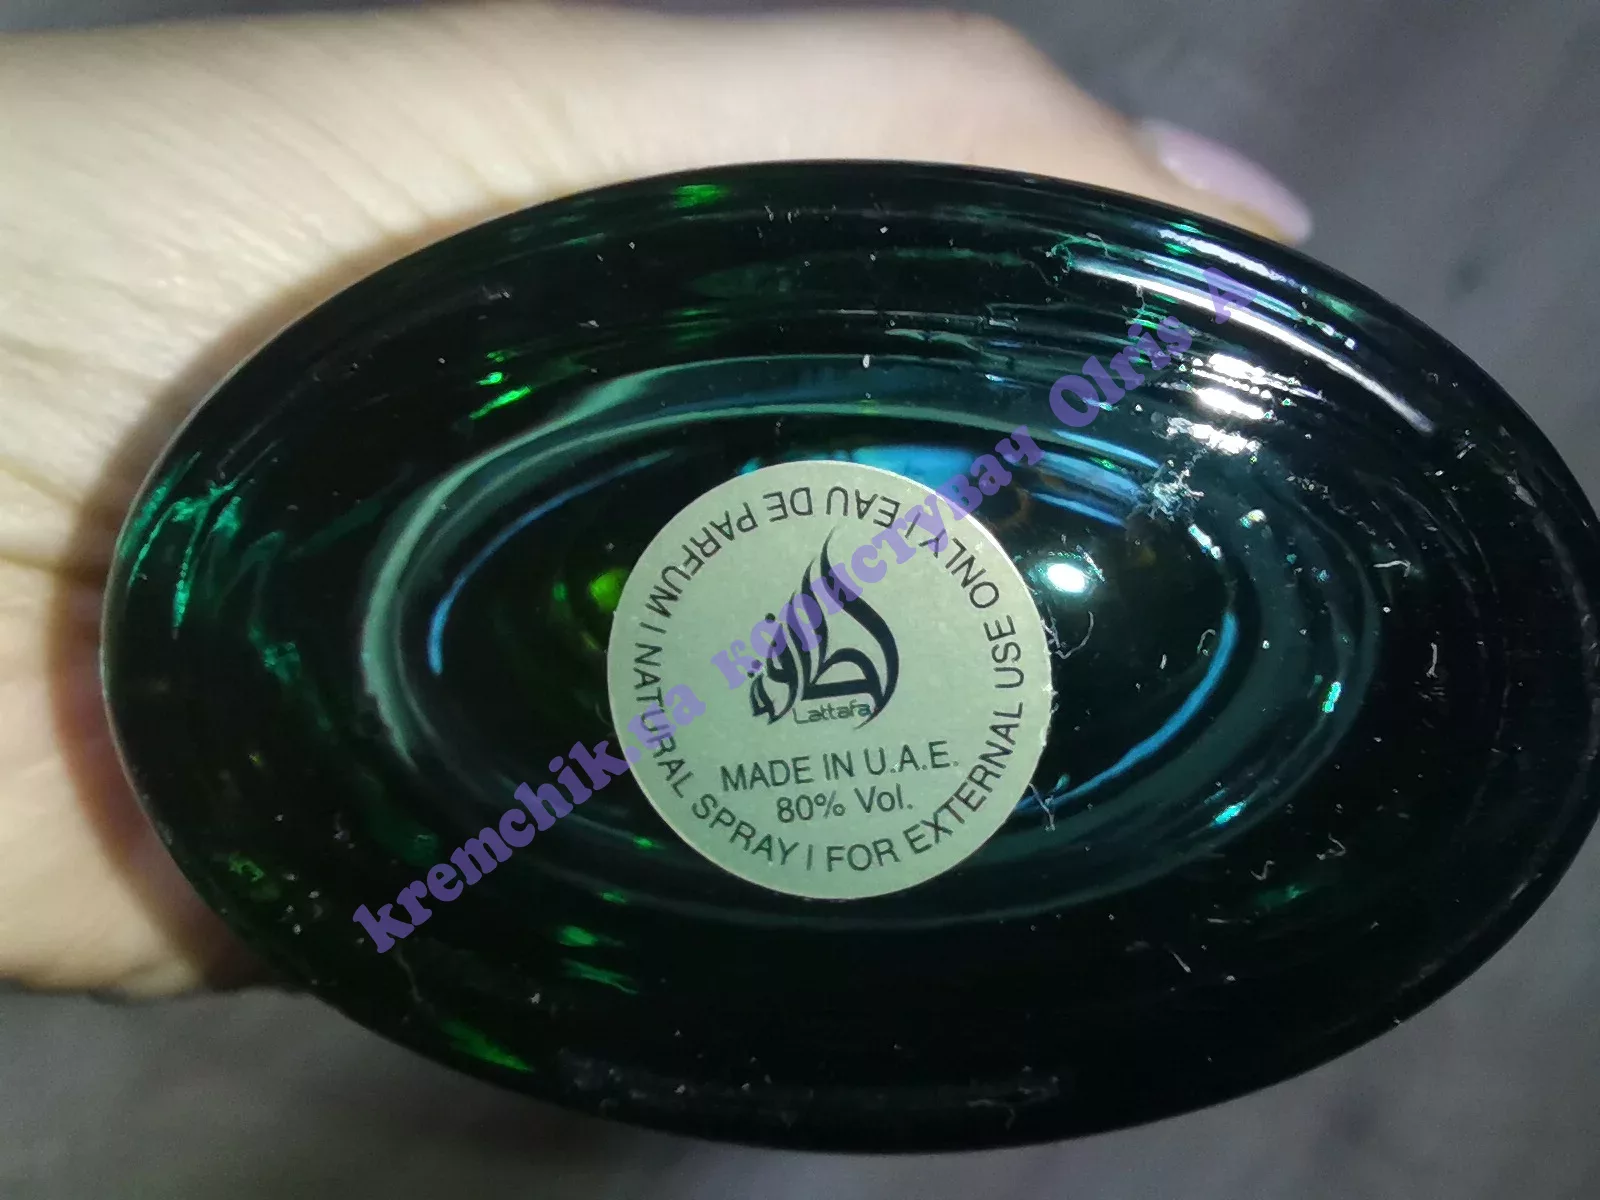 EAU DE PARFUM | NATURAL SPRAY | FOR EXTERNAL USE ONLY |
لطافة
Lattafa
MADE IN U.A.E.
80% Vol.
kremchik.ua користувач Olris A